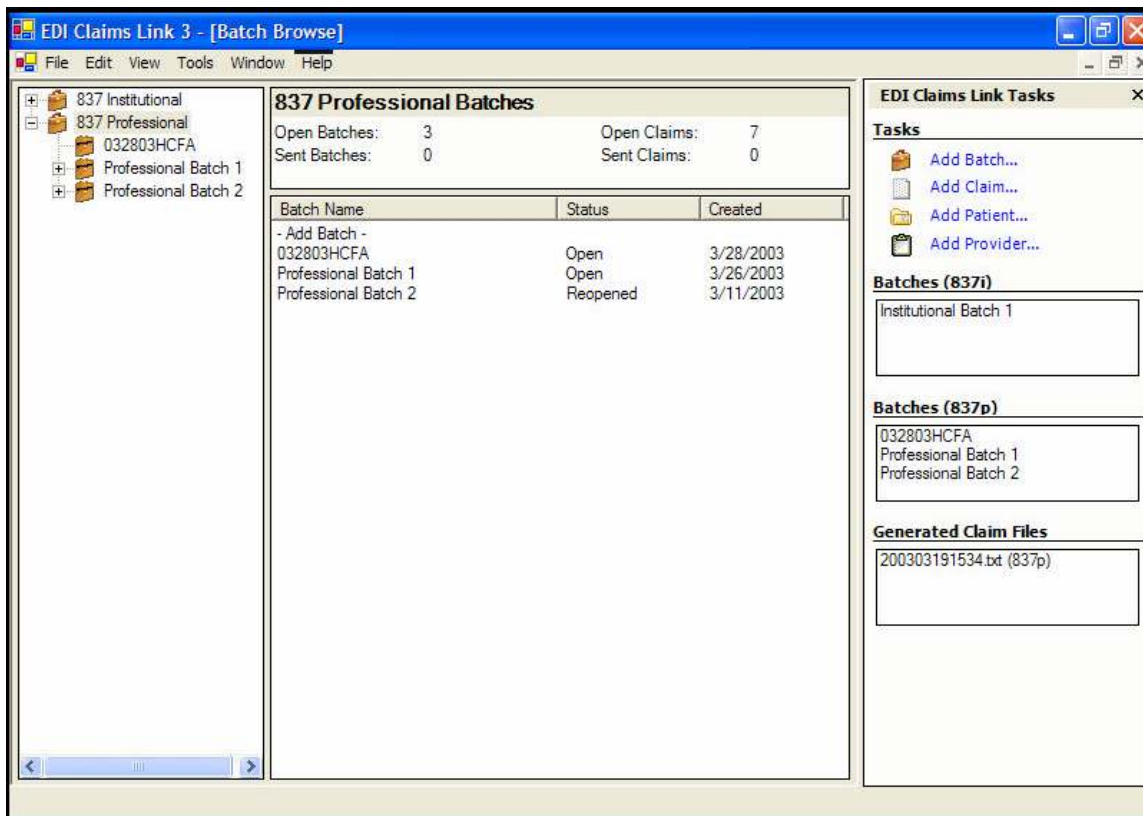 EDI Claims Link 3 - [Batch Browse]
File Edit View Tools Window Help
837 Institutional
837 Professional
032803HCFA
Professional Batch 1
Professional Batch 2
837 Professional Batches
Open Batches: 3 Open Claims: 7
Sent Batches: 0 Sent Claims: 0
Batch Name Status Created
- Add Batch -
032803HCFA Open 3/28/2003
Professional Batch 1 Open 3/26/2003
Professional Batch 2 Reopened 3/11/2003
EDI Claims Link Tasks
Tasks
Add Batch...
Add Claim...
Add Patient...
Add Provider...
Batches (837i)
Institutional Batch 1
Batches (837p)
032803HCFA
Professional Batch 1
Professional Batch 2
Generated Claim Files
200303191534.txt (837p)